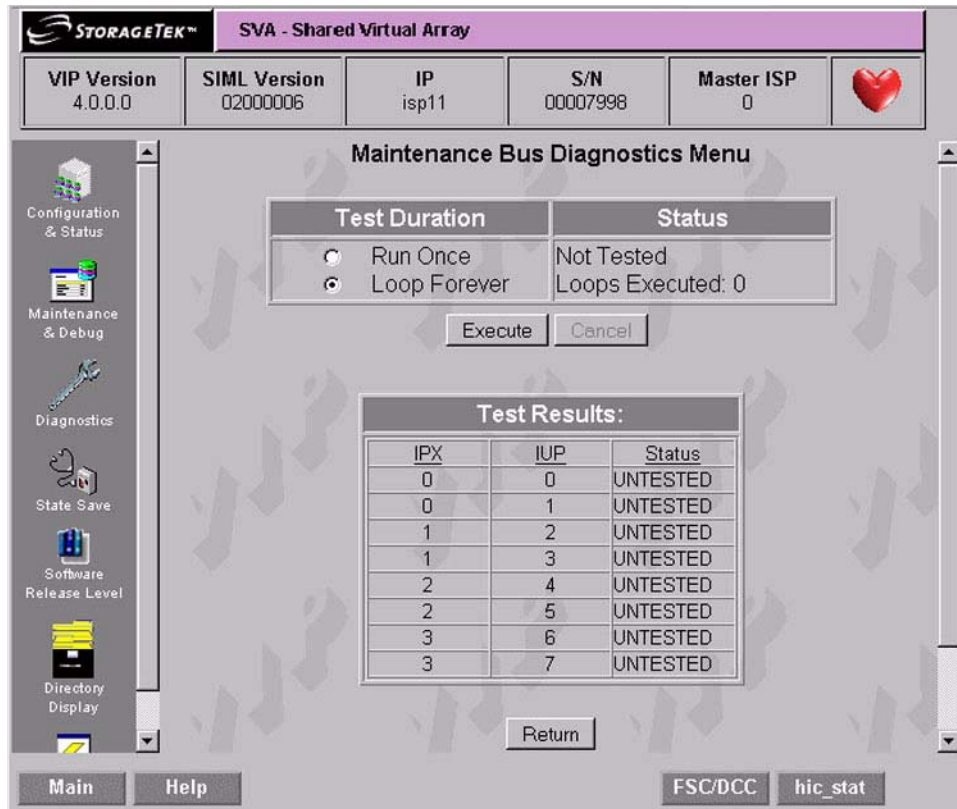 STORAGETEK™ SVA - Shared Virtual Array
VIP Version SIML Version IP S/N Master ISP
4.0.0.0 02000006 isp11 00007998 0
Maintenance Bus Diagnostics Menu
Configuration
& Status
Maintenance
& Debug
Diagnostics
State Save
Software
Release Level
Directory
Display
Test Duration Status
Run Once Not Tested
Loop Forever Loops Executed: 0
Execute Cancel
Test Results:
IPX IUP Status
0 0 UNTESTED
0 1 UNTESTED
1 2 UNTESTED
1 3 UNTESTED
2 4 UNTESTED
2 5 UNTESTED
3 6 UNTESTED
3 7 UNTESTED
Return
Main Help FSC/DCC hic_stat